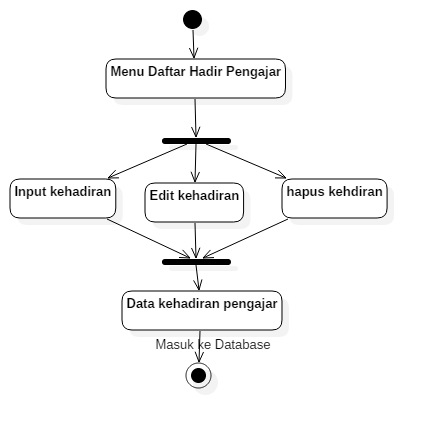 Menu Daftar Hadir Pengajar
Input kehadiran
Edit kehadiran
hapus kehdiran
Data kehadiran pengajar
Masuk ke Database